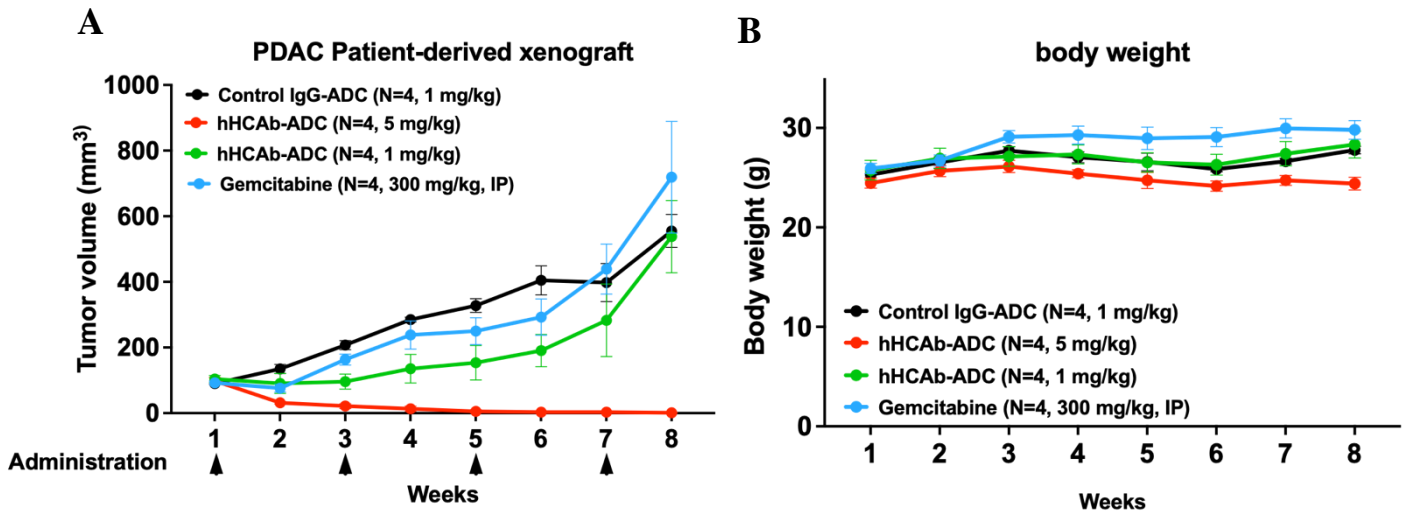 A
PDAC Patient-derived xenograft
1000
800
600
400
200
0
Tumor volume (mm³)
Control IgG-ADC (N=4, 1 mg/kg)
hHCAb-ADC (N=4, 5 mg/kg)
hHCAb-ADC (N=4, 1 mg/kg)
Gemcitabine (N=4, 300 mg/kg, IP)
1 2 3 4 5 6 7 8
Administration
Weeks
B
body weight
30
20
10
0
Body weight (g)
Control IgG-ADC (N=4, 1 mg/kg)
hHCAb-ADC (N=4, 5 mg/kg)
hHCAb-ADC (N=4, 1 mg/kg)
Gemcitabine (N=4, 300 mg/kg, IP)
1 2 3 4 5 6 7 8
Weeks